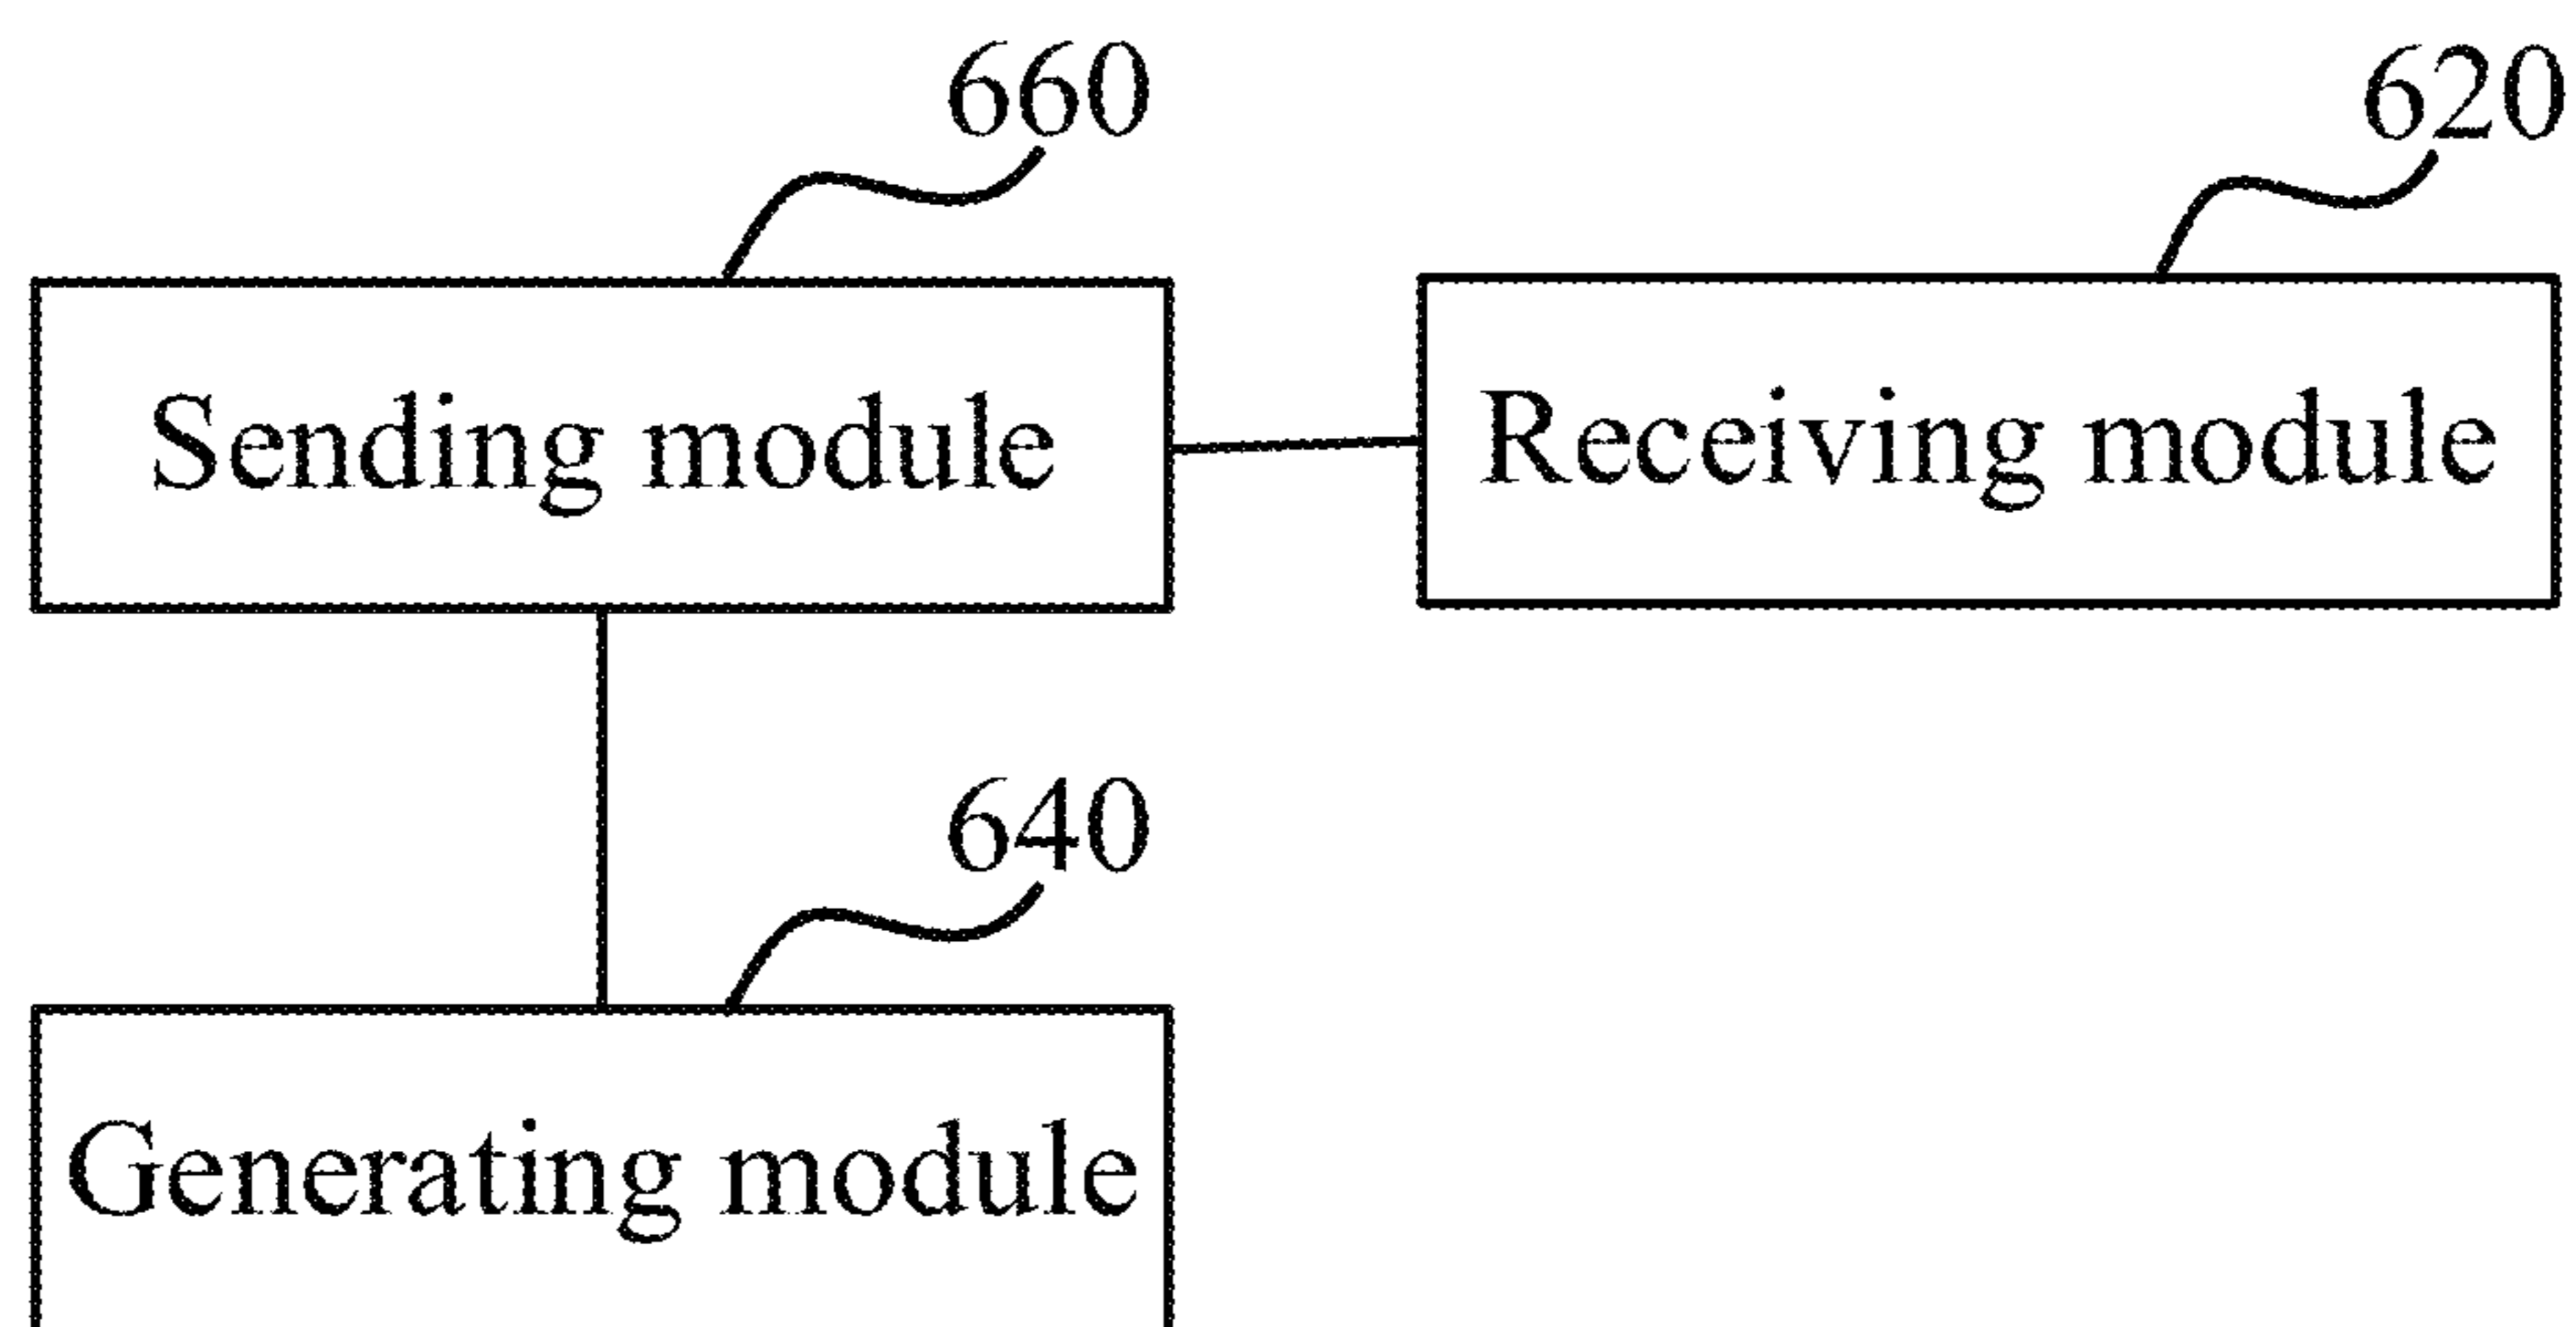 660
620
Sending module
Receiving module
640
Generating module